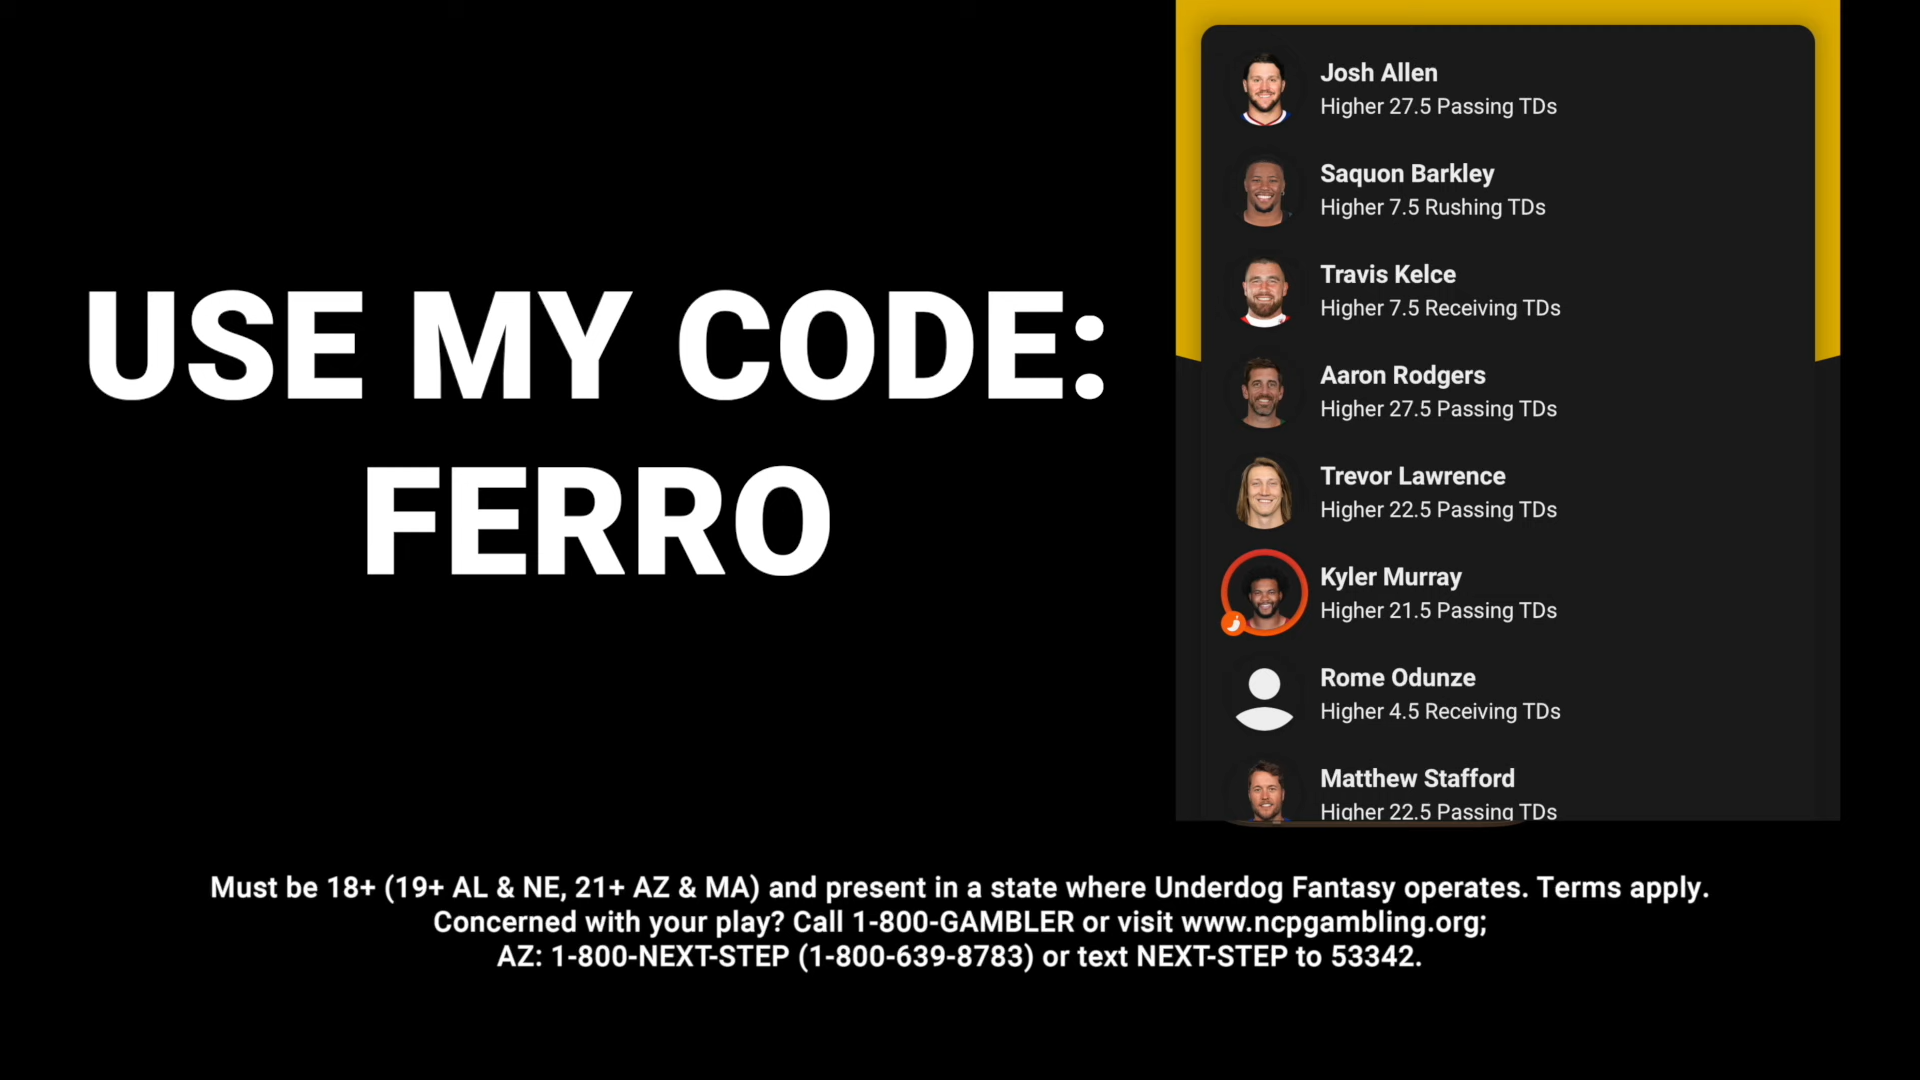 USE MY CODE:
FERRO
Josh Allen
Higher 27.5 Passing TDs
Saquon Barkley
Higher 7.5 Rushing TDs
Travis Kelce
Higher 7.5 Receiving TDs
Aaron Rodgers
Higher 27.5 Passing TDs
Trevor Lawrence
Higher 22.5 Passing TDs
Kyler Murray
Higher 21.5 Passing TDs
Rome Odunze
Higher 4.5 Receiving TDs
Matthew Stafford
Higher 22.5 Passing TDs
Must be 18+ (19+ AL & NE, 21+ AZ & MA) and present in a state where Underdog Fantasy operates. Terms apply.
Concerned with your play? Call 1-800-GAMBLER or visit www.ncpgambling.org;
AZ: 1-800-NEXT-STEP (1-800-639-8783) or text NEXT-STEP to 53342.